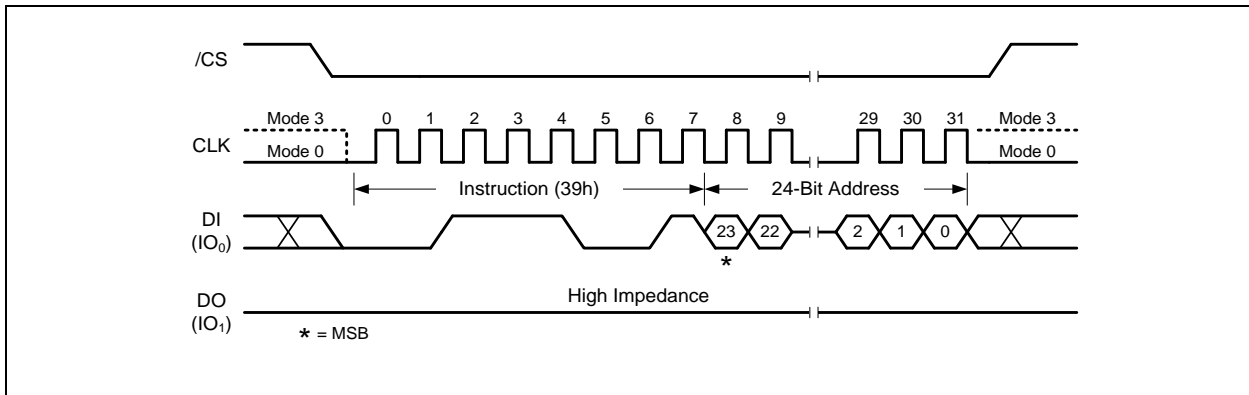 /CS
Mode 3 0 1 2 3 4 5 6 7 8 9 29 30 31 Mode 3
CLK
Mode 0 Mode 0
Instruction (39h) 24-Bit Address
DI
(IO₀)
23 22 2 1 0
*
High Impedance
DO
(IO₁)
* = MSB